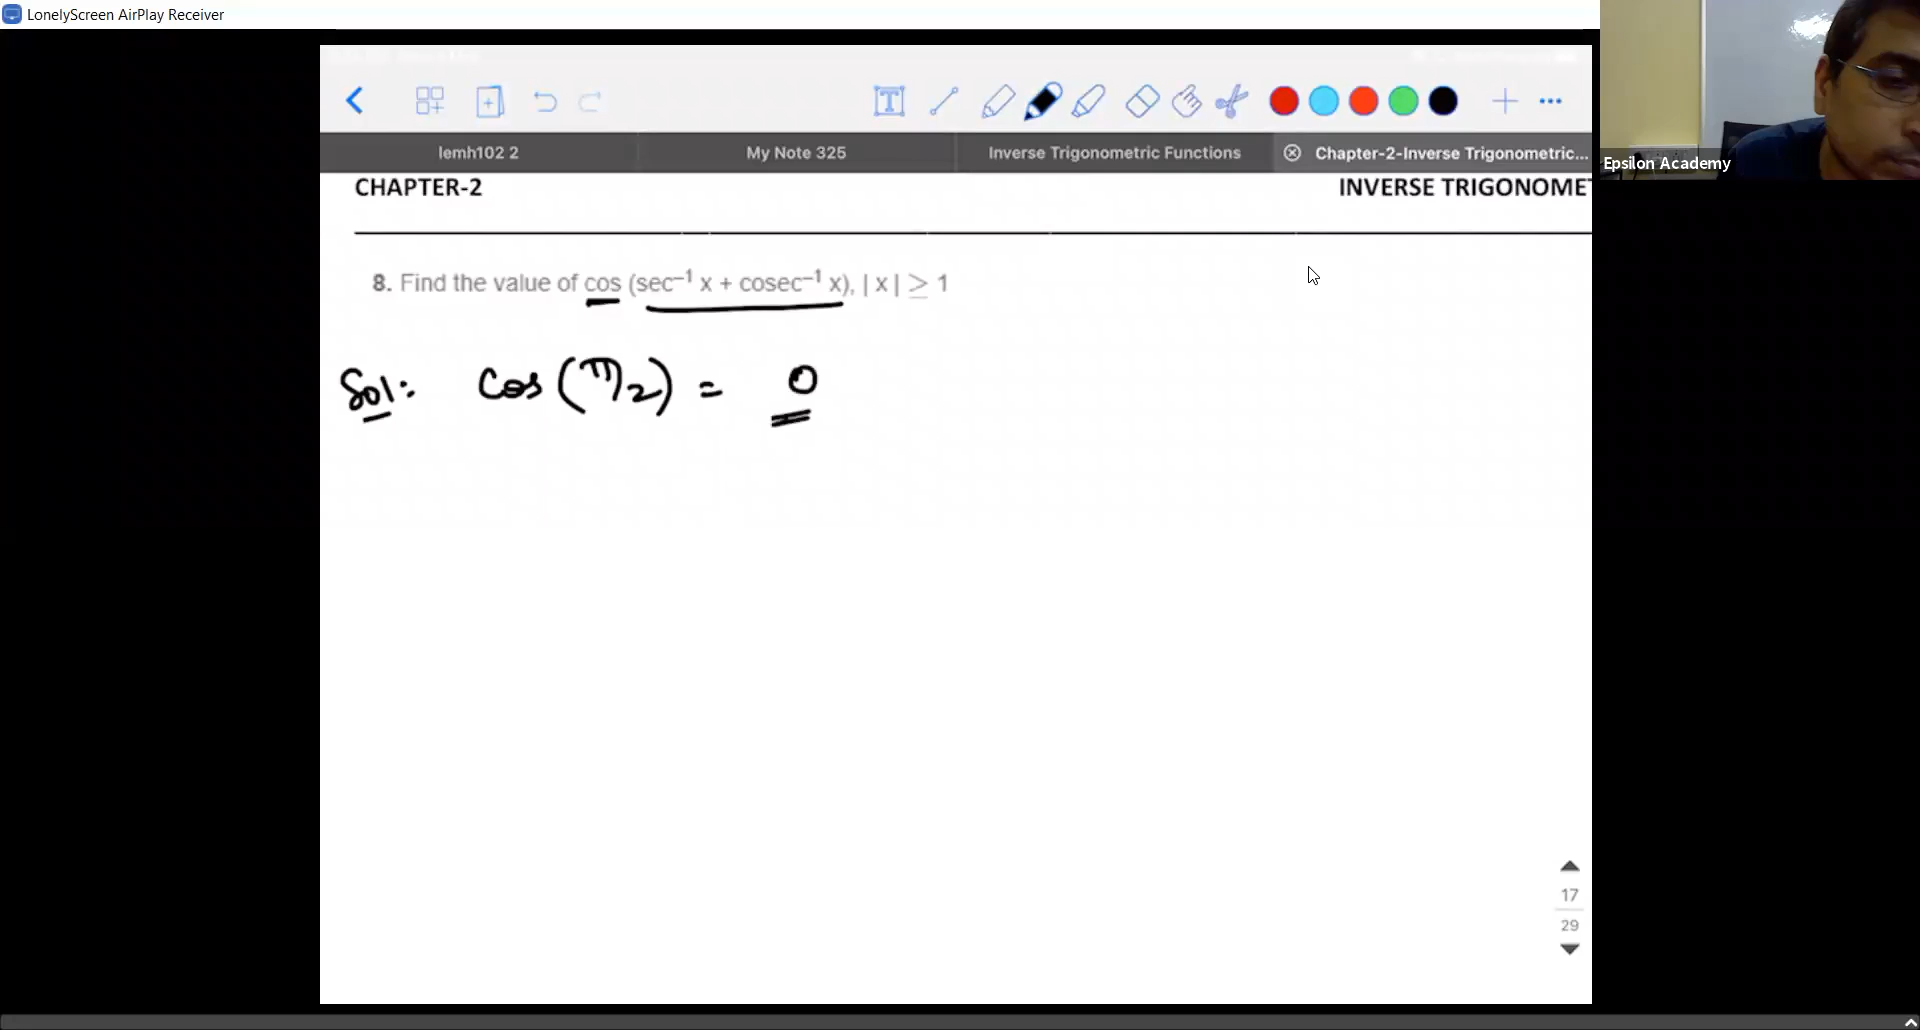 LonelyScreen AirPlay Receiver
lemh102 2
My Note 325
Inverse Trigonometric Functions
Chapter-2-Inverse Trigonometric...
Epsilon Academy
CHAPTER-2
INVERSE TRIGONOMET
8. Find the value of cos (sec⁻¹ x + cosec⁻¹ x), | x | ≥ 1
Sol: Cos (π/2) = 0
17
29